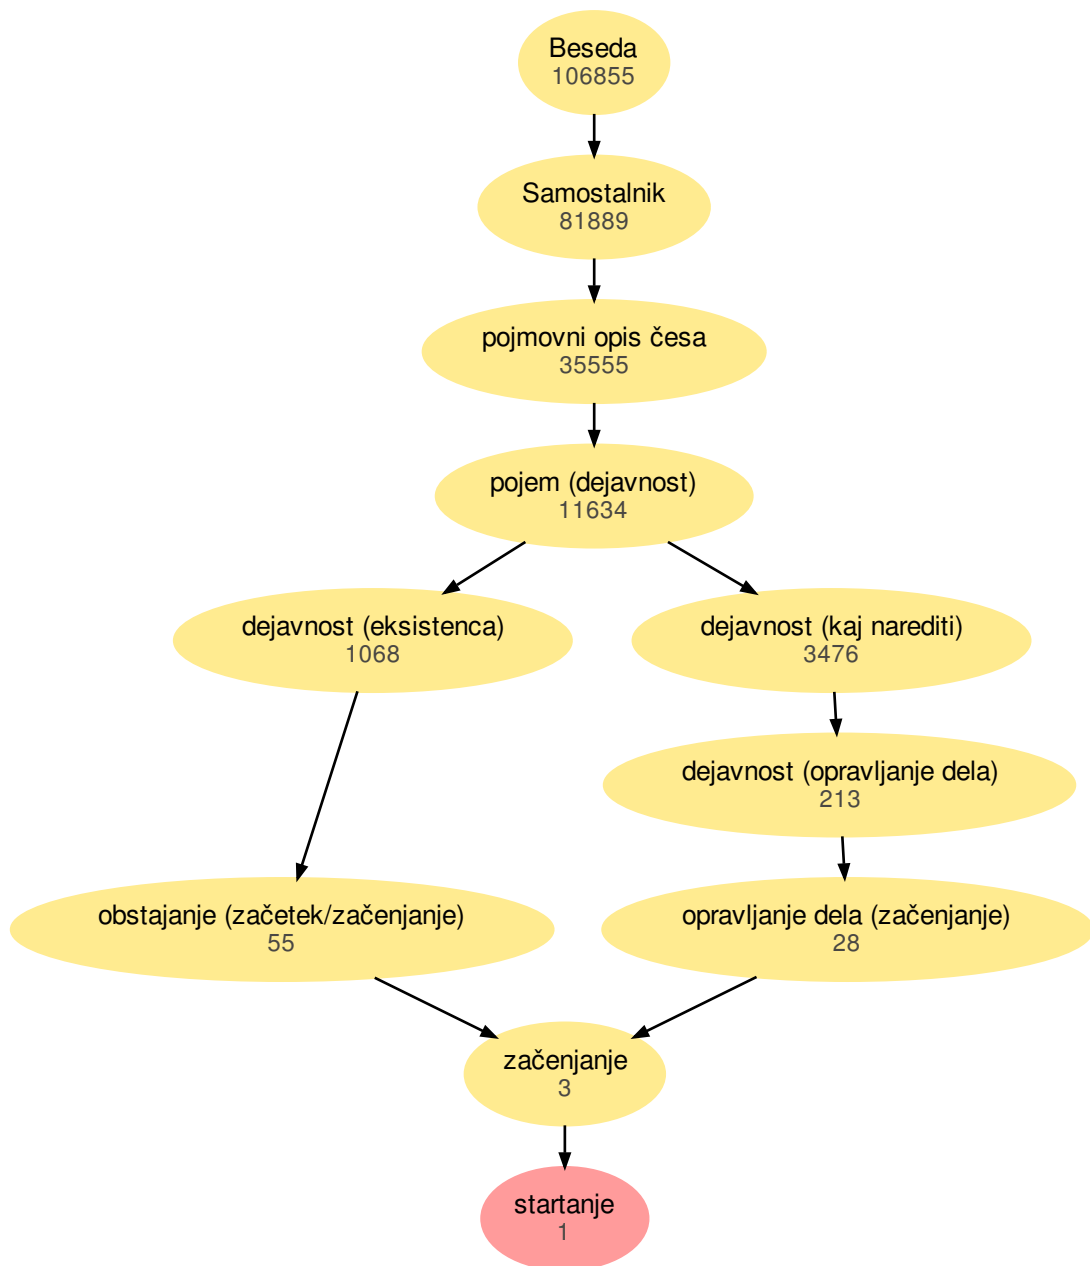 Beseda
106855
Samostalnik
81889
pojmovni opis česa
35555
pojem (dejavnost)
11634
dejavnost (eksistenca)
1068
dejavnost (kaj narediti)
3476
dejavnost (opravljanje dela)
213
obstajanje (začetek/začenjanje)
55
opravljanje dela (začenjanje)
28
začenjanje
3
startanje
1